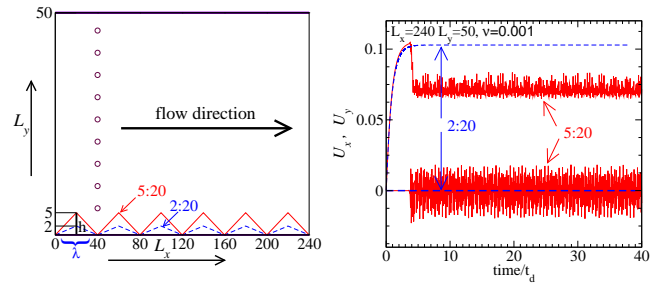 50
L_y
flow direction
5:20
2:20
5
2
h
0 40 80 120 160 200 240
λ
L_x
L_x=240 L_y=50, ν=0.001
0.1
0.05
0
U_x, U_y
2:20
5:20
0 10 20 30 40
time/t_d